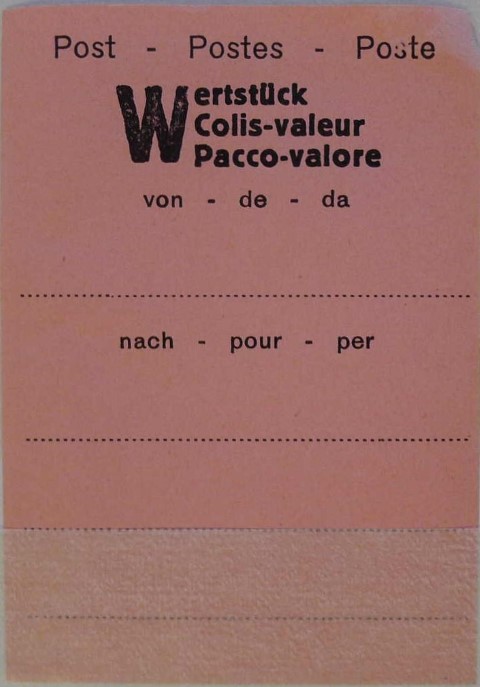 Post - Postes - Poste
Wertstück
Colis-valeur
Pacco-valore
von - de - da
nach - pour - per